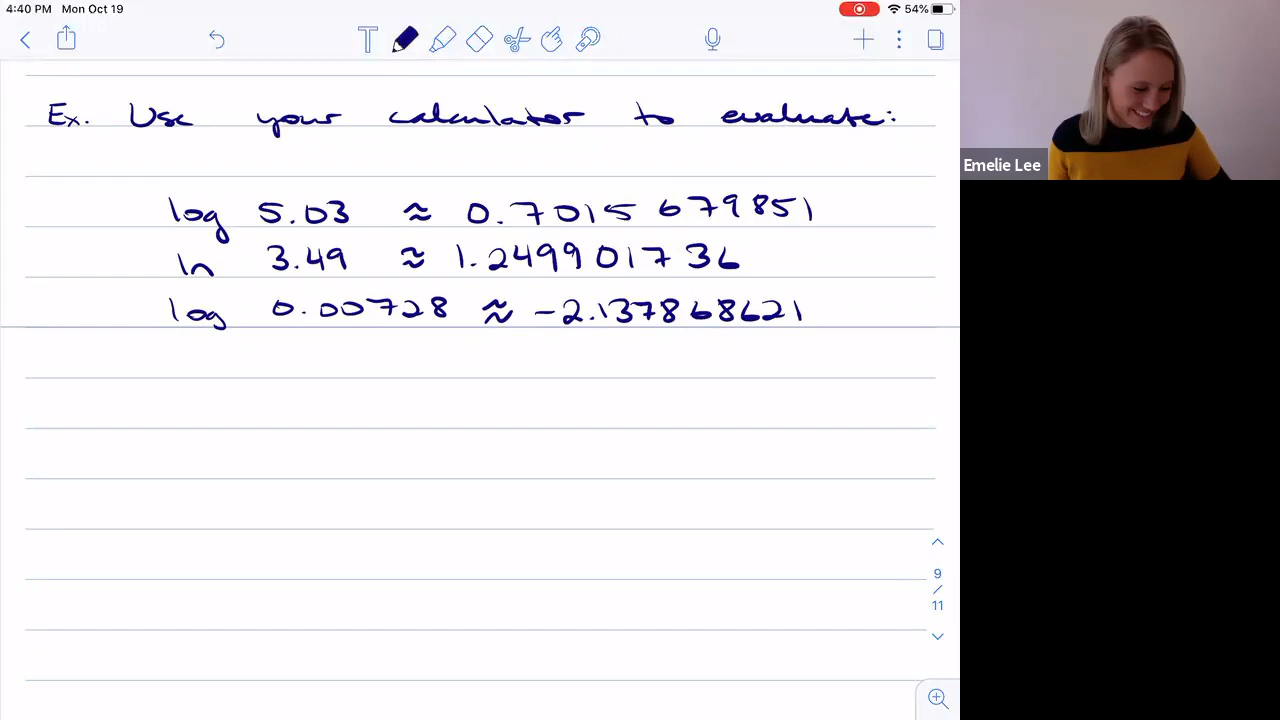 4:40 PM Mon Oct 19
54%
T
Ex. Use your calculator to evaluate:
log 5.03 ≈ 0.7015679851
ln 3.49 ≈ 1.249901736
log 0.00728 ≈ -2.137868621
9
/
11
Emelie Lee